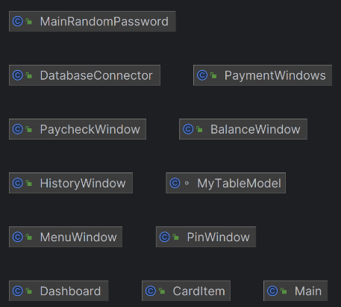 MainRandomPassword
DatabaseConnector PaymentWindows
PaycheckWindow BalanceWindow
HistoryWindow MyTableModel
MenuWindow PinWindow
Dashboard CardItem Main